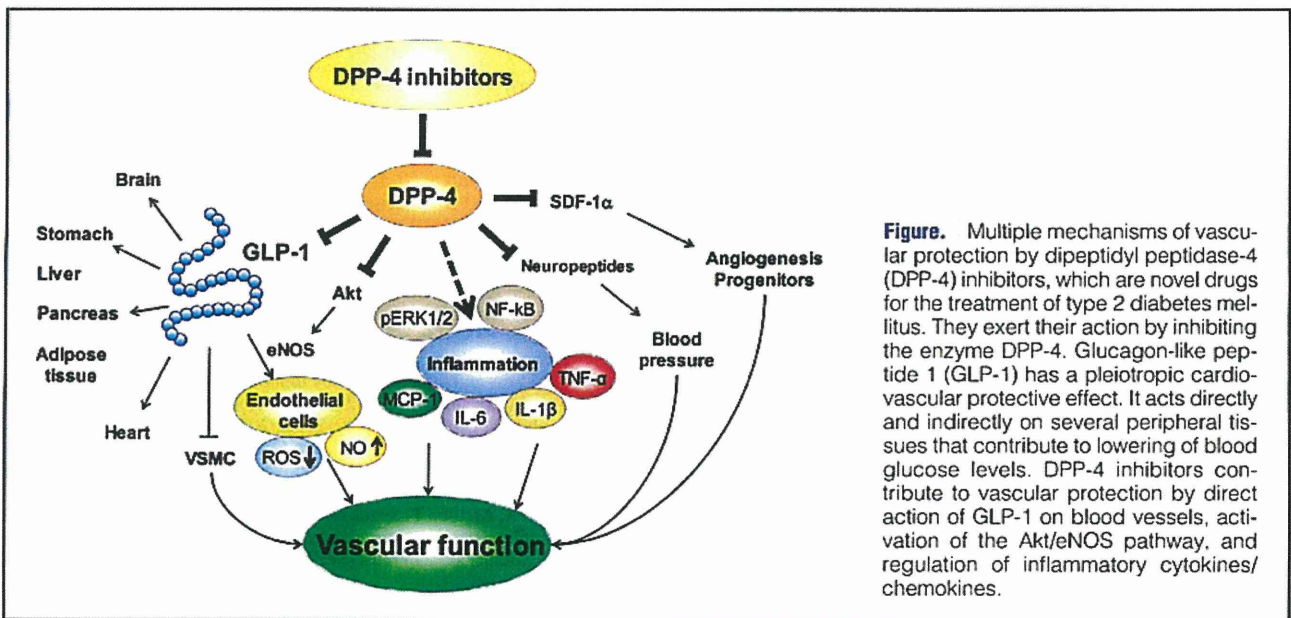 DPP-4 inhibitors
DPP-4
SDF-1α
GLP-1
Akt
Neuropeptides
Angiogenesis
Progenitors
Brain
Stomach
Liver
Pancreas
Adipose
tissue
Heart
eNOS
VSMC
Endothelial
cells
ROS
NO
pERK1/2
NF-kB
Inflammation
MCP-1
IL-6
IL-1β
TNF-α
Blood
pressure
Vascular function
Figure. Multiple mechanisms of vascu-
lar protection by dipeptidyl peptidase-4
(DPP-4) inhibitors, which are novel drugs
for the treatment of type 2 diabetes mel-
litus. They exert their action by inhibiting
the enzyme DPP-4. Glucagon-like pep-
tide 1 (GLP-1) has a pleiotropic cardio-
vascular protective effect. It acts directly
and indirectly on several peripheral tis-
sues that contribute to lowering of blood
glucose levels. DPP-4 inhibitors con-
tribute to vascular protection by direct
action of GLP-1 on blood vessels, acti-
vation of the Akt/eNOS pathway, and
regulation of inflammatory cytokines/
chemokines.